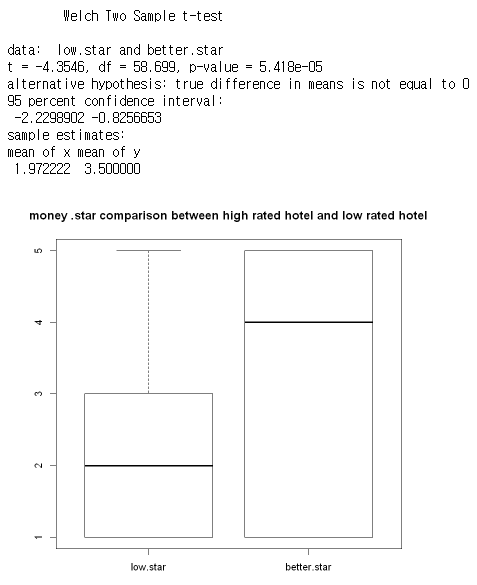 Welch Two Sample t-test
data: low.star and better.star
t = -4.3546, df = 58.699, p-value = 5.418e-05
alternative hypothesis: true difference in means is not equal to 0
95 percent confidence interval:
-2.2298902 -0.8256653
sample estimates:
mean of x mean of y
1.972222 3.500000
money .star comparison between high rated hotel and low rated hotel
5
4
3
2
1
low.star better.star